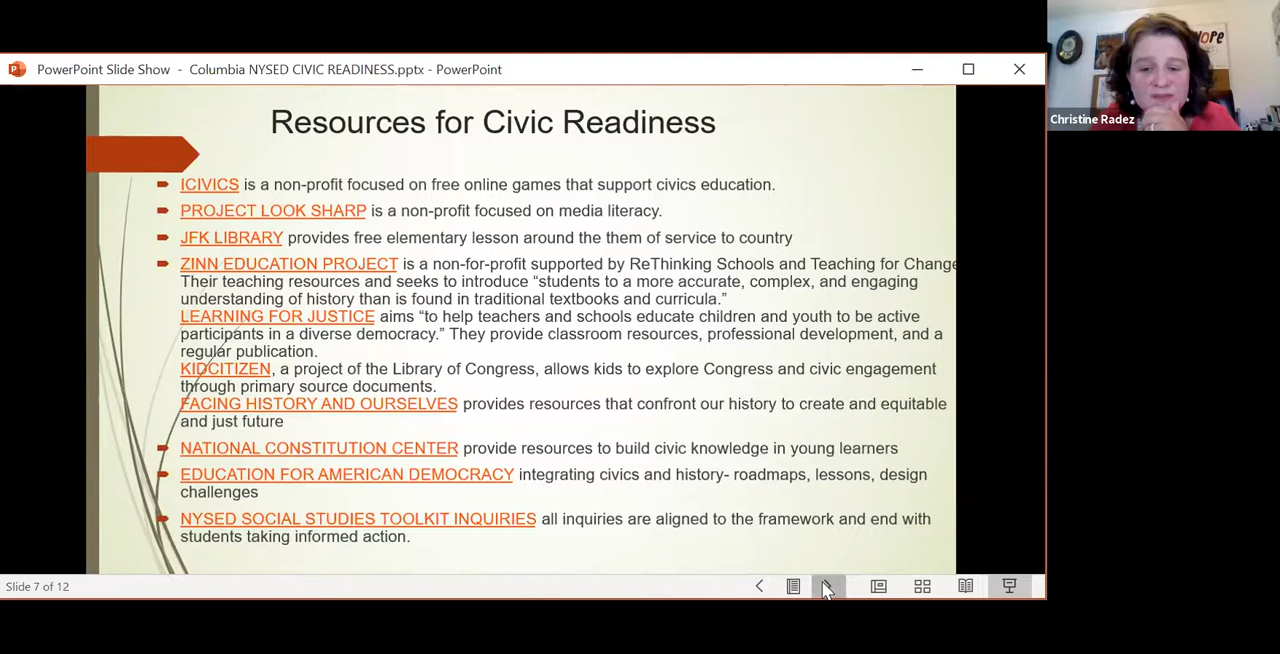 PowerPoint Slide Show - Columbia NYSED CIVIC READINESS.pptx - PowerPoint
Resources for Civic Readiness
ICIVICS is a non-profit focused on free online games that support civics education.
PROJECT LOOK SHARP is a non-profit focused on media literacy.
JFK LIBRARY provides free elementary lesson around the them of service to country
ZINN EDUCATION PROJECT is a non-for-profit supported by ReThinking Schools and Teaching for Change
Their teaching resources and seeks to introduce “students to a more accurate, complex, and engaging
understanding of history than is found in traditional textbooks and curricula.”
LEARNING FOR JUSTICE aims “to help teachers and schools educate children and youth to be active
participants in a diverse democracy.” They provide classroom resources, professional development, and a
regular publication.
KIDCITIZEN, a project of the Library of Congress, allows kids to explore Congress and civic engagement
through primary source documents.
FACING HISTORY AND OURSELVES provides resources that confront our history to create and equitable
and just future
NATIONAL CONSTITUTION CENTER provide resources to build civic knowledge in young learners
EDUCATION FOR AMERICAN DEMOCRACY integrating civics and history- roadmaps, lessons, design
challenges
NYSED SOCIAL STUDIES TOOLKIT INQUIRIES all inquiries are aligned to the framework and end with
students taking informed action.
Slide 7 of 12
Christine Radez